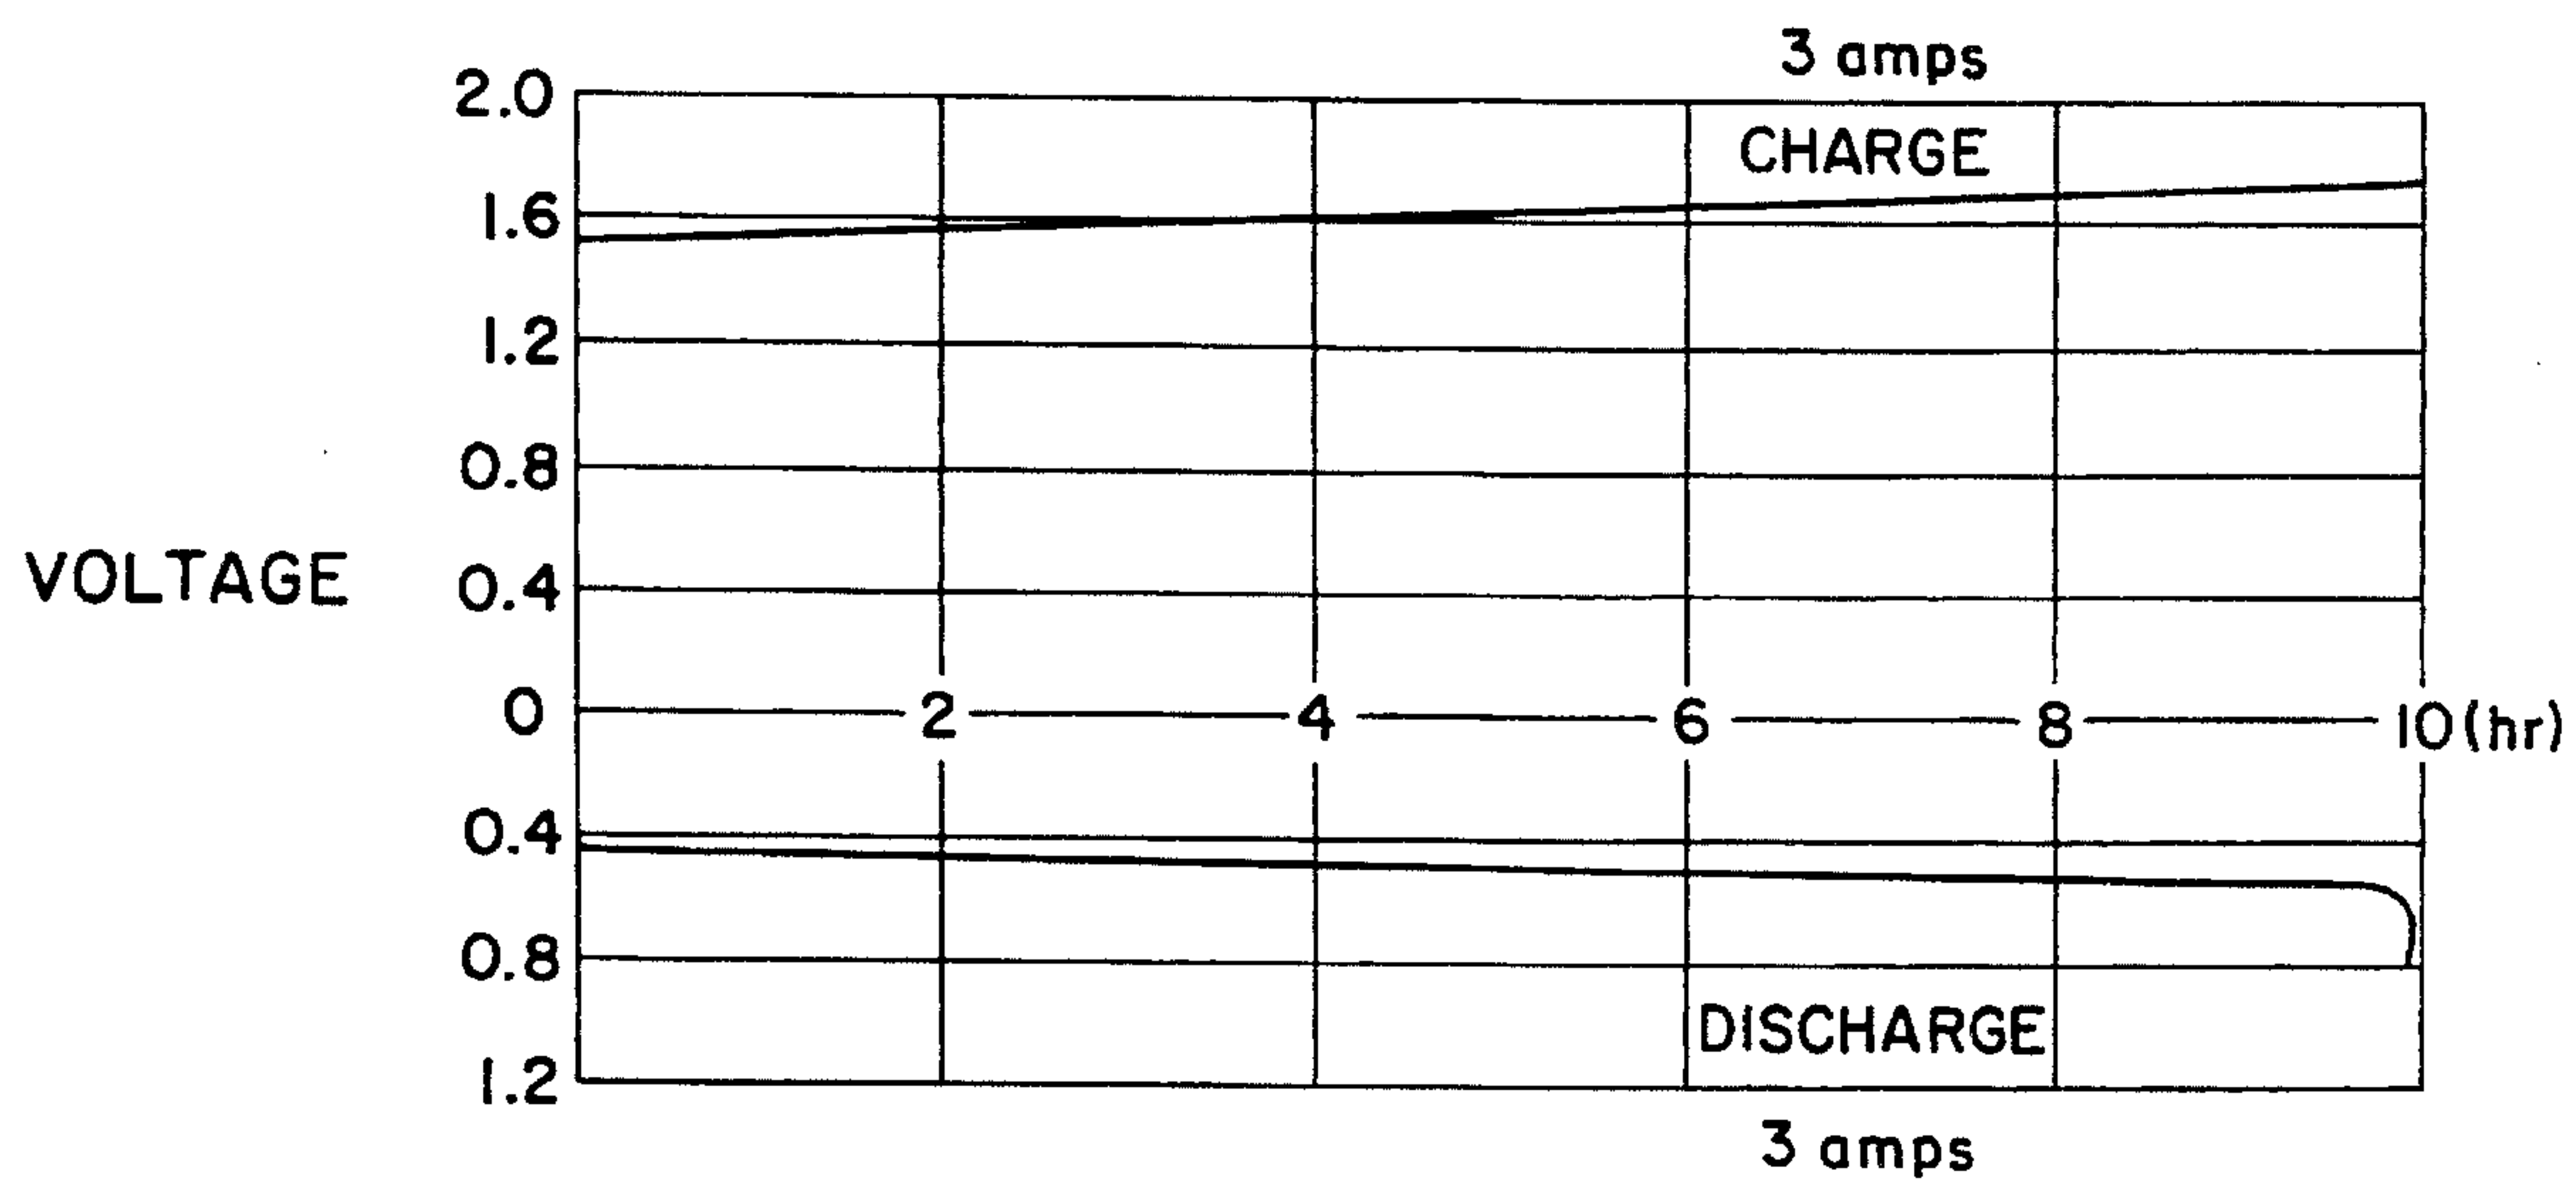 3 amps
2.0
CHARGE
1.6
1.2
0.8
VOLTAGE
0.4
0 2 4 6 8 10 (hr)
0.4
0.8
DISCHARGE
1.2
3 amps